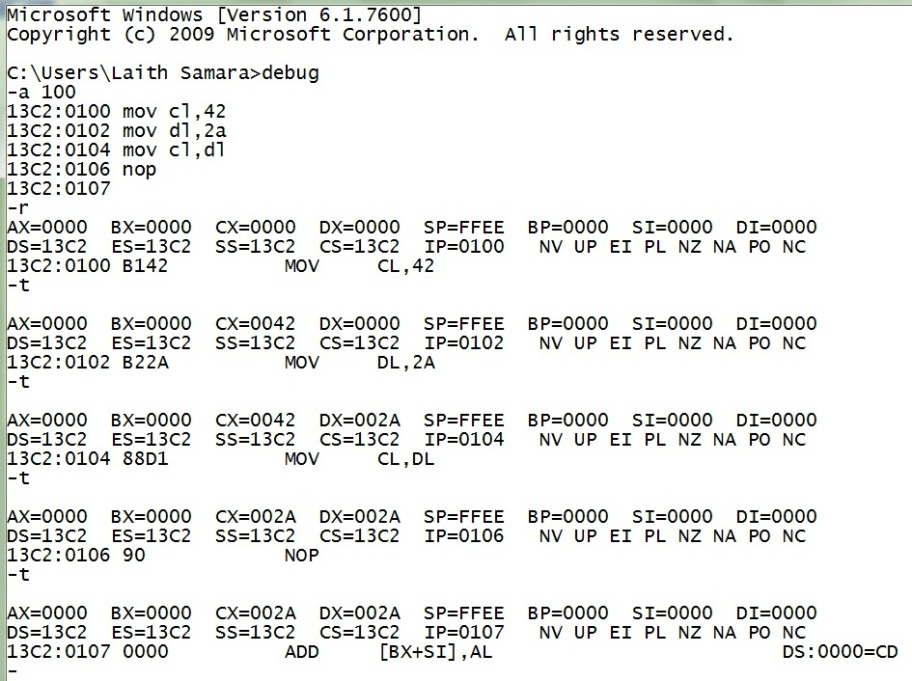 Microsoft Windows [Version 6.1.7600]
Copyright (c) 2009 Microsoft Corporation.  All rights reserved.
C:\Users\Laith Samara>debug
-a 100
13C2:0100 mov cl,42
13C2:0102 mov dl,2a
13C2:0104 mov cl,dl
13C2:0106 nop
13C2:0107
-r
AX=0000  BX=0000  CX=0000  DX=0000  SP=FFEE  BP=0000  SI=0000  DI=0000
DS=13C2  ES=13C2  SS=13C2  CS=13C2  IP=0100   NV UP EI PL NZ NA PO NC
13C2:0100 B142          MOV     CL,42
-t
AX=0000  BX=0000  CX=0042  DX=0000  SP=FFEE  BP=0000  SI=0000  DI=0000
DS=13C2  ES=13C2  SS=13C2  CS=13C2  IP=0102   NV UP EI PL NZ NA PO NC
13C2:0102 B22A          MOV     DL,2A
-t
AX=0000  BX=0000  CX=0042  DX=002A  SP=FFEE  BP=0000  SI=0000  DI=0000
DS=13C2  ES=13C2  SS=13C2  CS=13C2  IP=0104   NV UP EI PL NZ NA PO NC
13C2:0104 88D1          MOV     CL,DL
-t
AX=0000  BX=0000  CX=002A  DX=002A  SP=FFEE  BP=0000  SI=0000  DI=0000
DS=13C2  ES=13C2  SS=13C2  CS=13C2  IP=0106   NV UP EI PL NZ NA PO NC
13C2:0106 90            NOP
-t
AX=0000  BX=0000  CX=002A  DX=002A  SP=FFEE  BP=0000  SI=0000  DI=0000
DS=13C2  ES=13C2  SS=13C2  CS=13C2  IP=0107   NV UP EI PL NZ NA PO NC
13C2:0107 0000          ADD     [BX+SI],AL                         DS:0000=CD
-